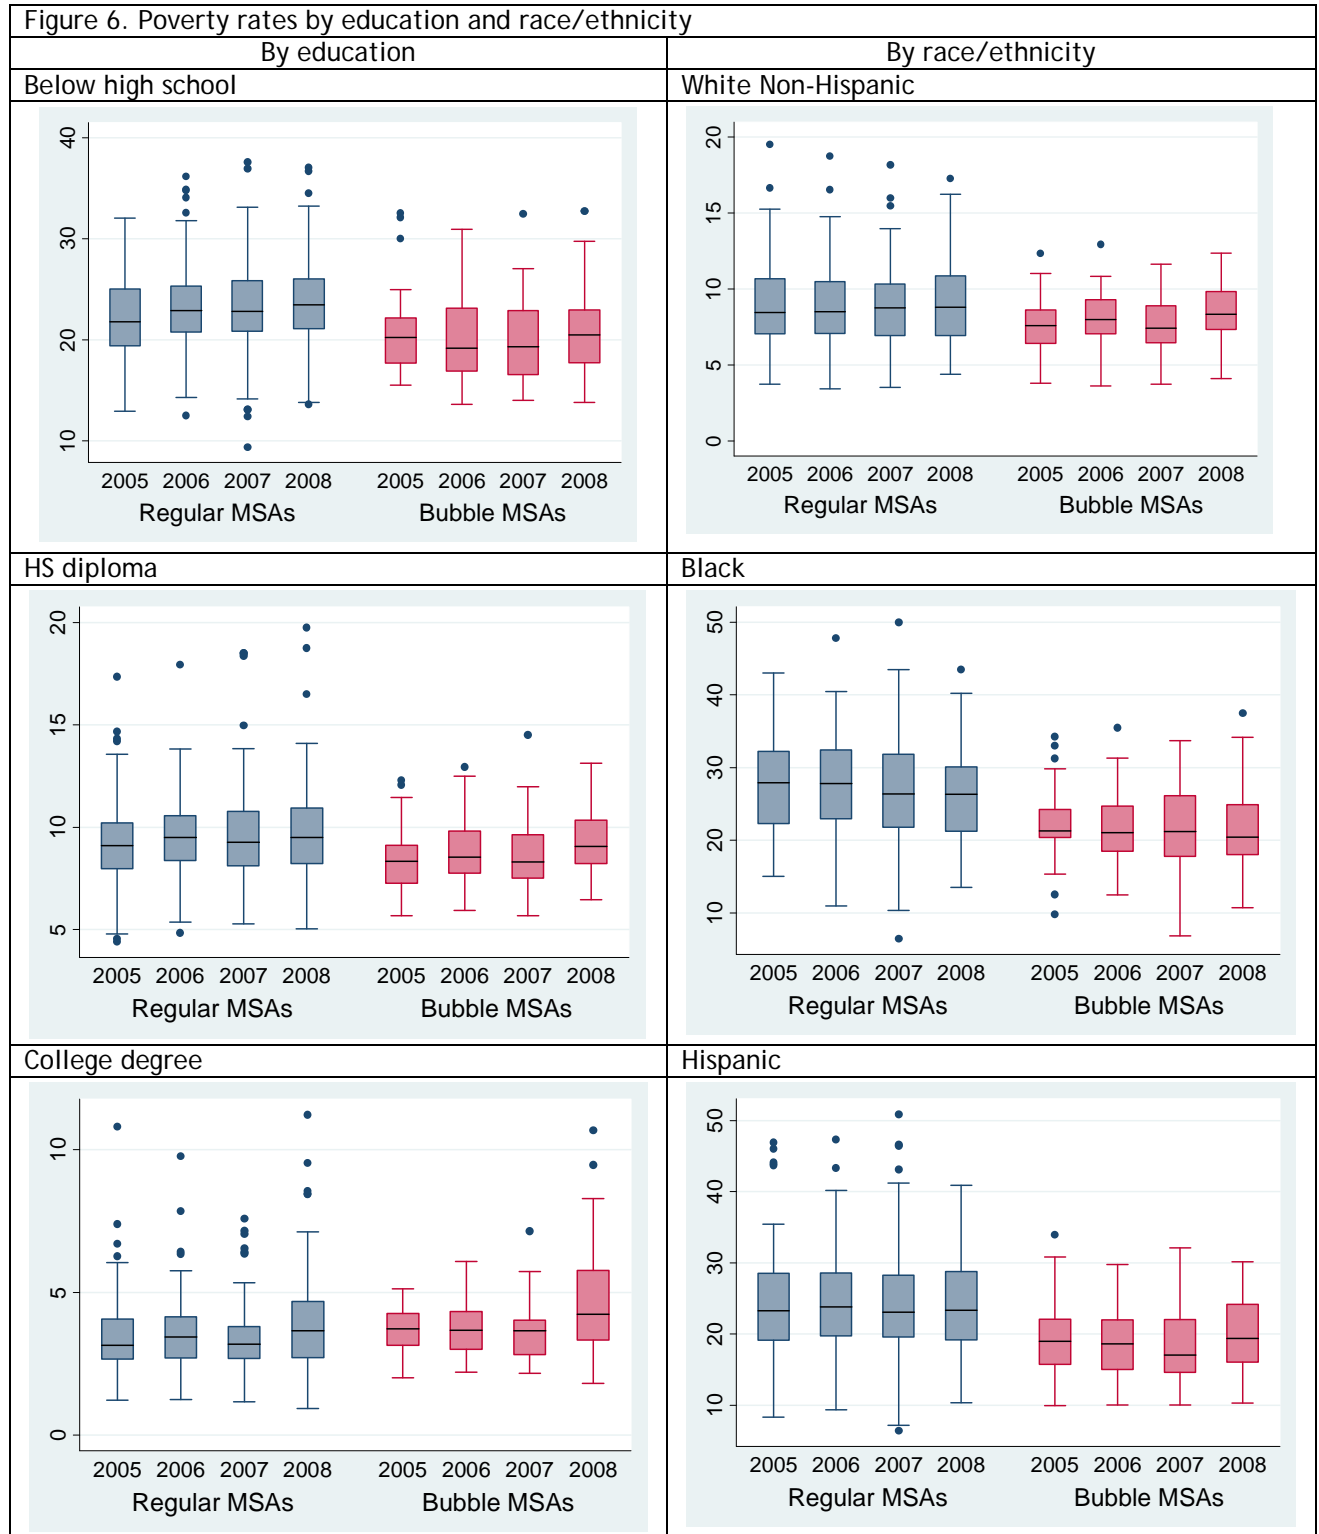 Figure 6. Poverty rates by education and race/ethnicity
By education
By race/ethnicity
Below high school
40
30
20
10
2005 2006 2007 2008 2005 2006 2007 2008
Regular MSAs Bubble MSAs
White Non-Hispanic
20
15
10
5
0
2005 2006 2007 2008 2005 2006 2007 2008
Regular MSAs Bubble MSAs
HS diploma
20
15
10
5
2005 2006 2007 2008 2005 2006 2007 2008
Regular MSAs Bubble MSAs
Black
50
40
30
20
10
2005 2006 2007 2008 2005 2006 2007 2008
Regular MSAs Bubble MSAs
College degree
10
5
0
2005 2006 2007 2008 2005 2006 2007 2008
Regular MSAs Bubble MSAs
Hispanic
50
40
30
20
10
2005 2006 2007 2008 2005 2006 2007 2008
Regular MSAs Bubble MSAs